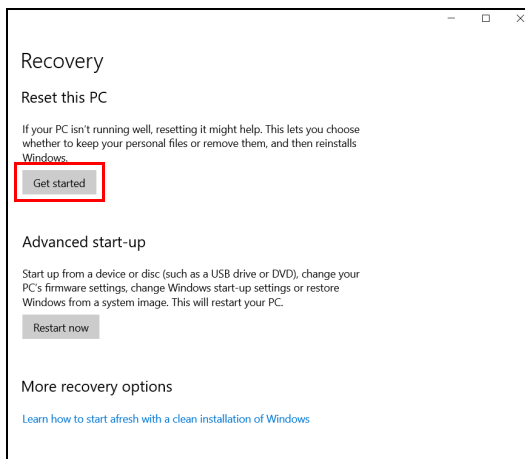 Recovery
Reset this PC
If your PC isn't running well, resetting it might help. This lets you choose
whether to keep your personal files or remove them, and then reinstalls
Windows.
Get started
Advanced start-up
Start up from a device or disc (such as a USB drive or DVD), change your
PC's firmware settings, change Windows start-up settings or restore
Windows from a system image. This will restart your PC.
Restart now
More recovery options
Learn how to start afresh with a clean installation of Windows